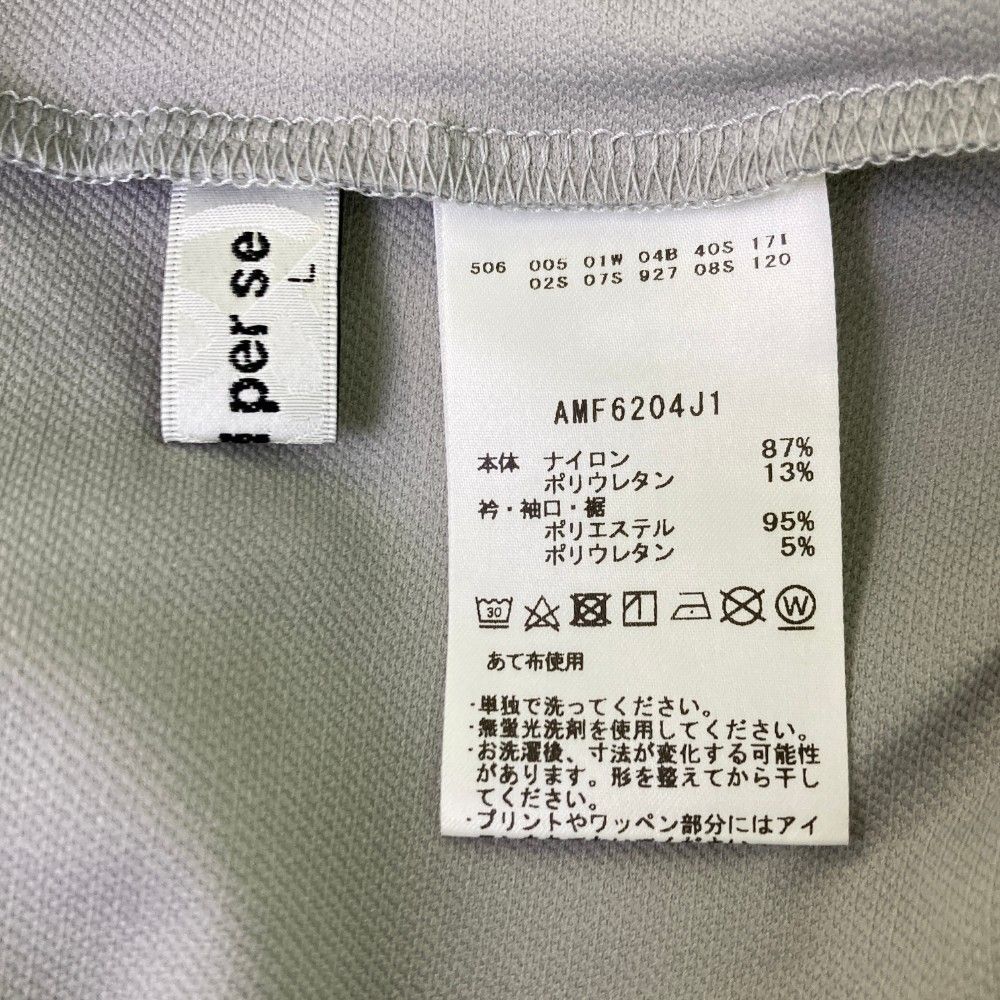 per se
L
506 005 01W 04B 40S 17I
02S 07S 927 08S 120
AMF6204J1
本体 ナイロン 87%
ポリウレタン 13%
衿・袖口・裾
ポリエステル 95%
ポリウレタン 5%
30
W
あて布使用
・単独で洗ってください。
・無蛍光洗剤を使用してください。
・お洗濯後、寸法が変化する可能性
があります。形を整えてから干し
てください。
・プリントやワッペン部分にはアイ